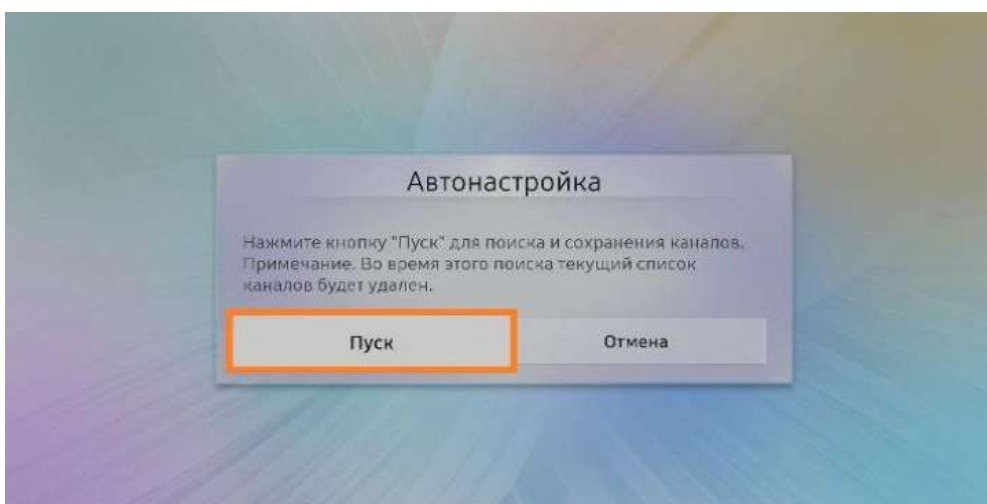 Автонастройка
Нажмите кнопку "Пуск" для поиска и сохранения каналов.
Примечание. Во время этого поиска текущий список
каналов будет удален.
Пуск
Отмена